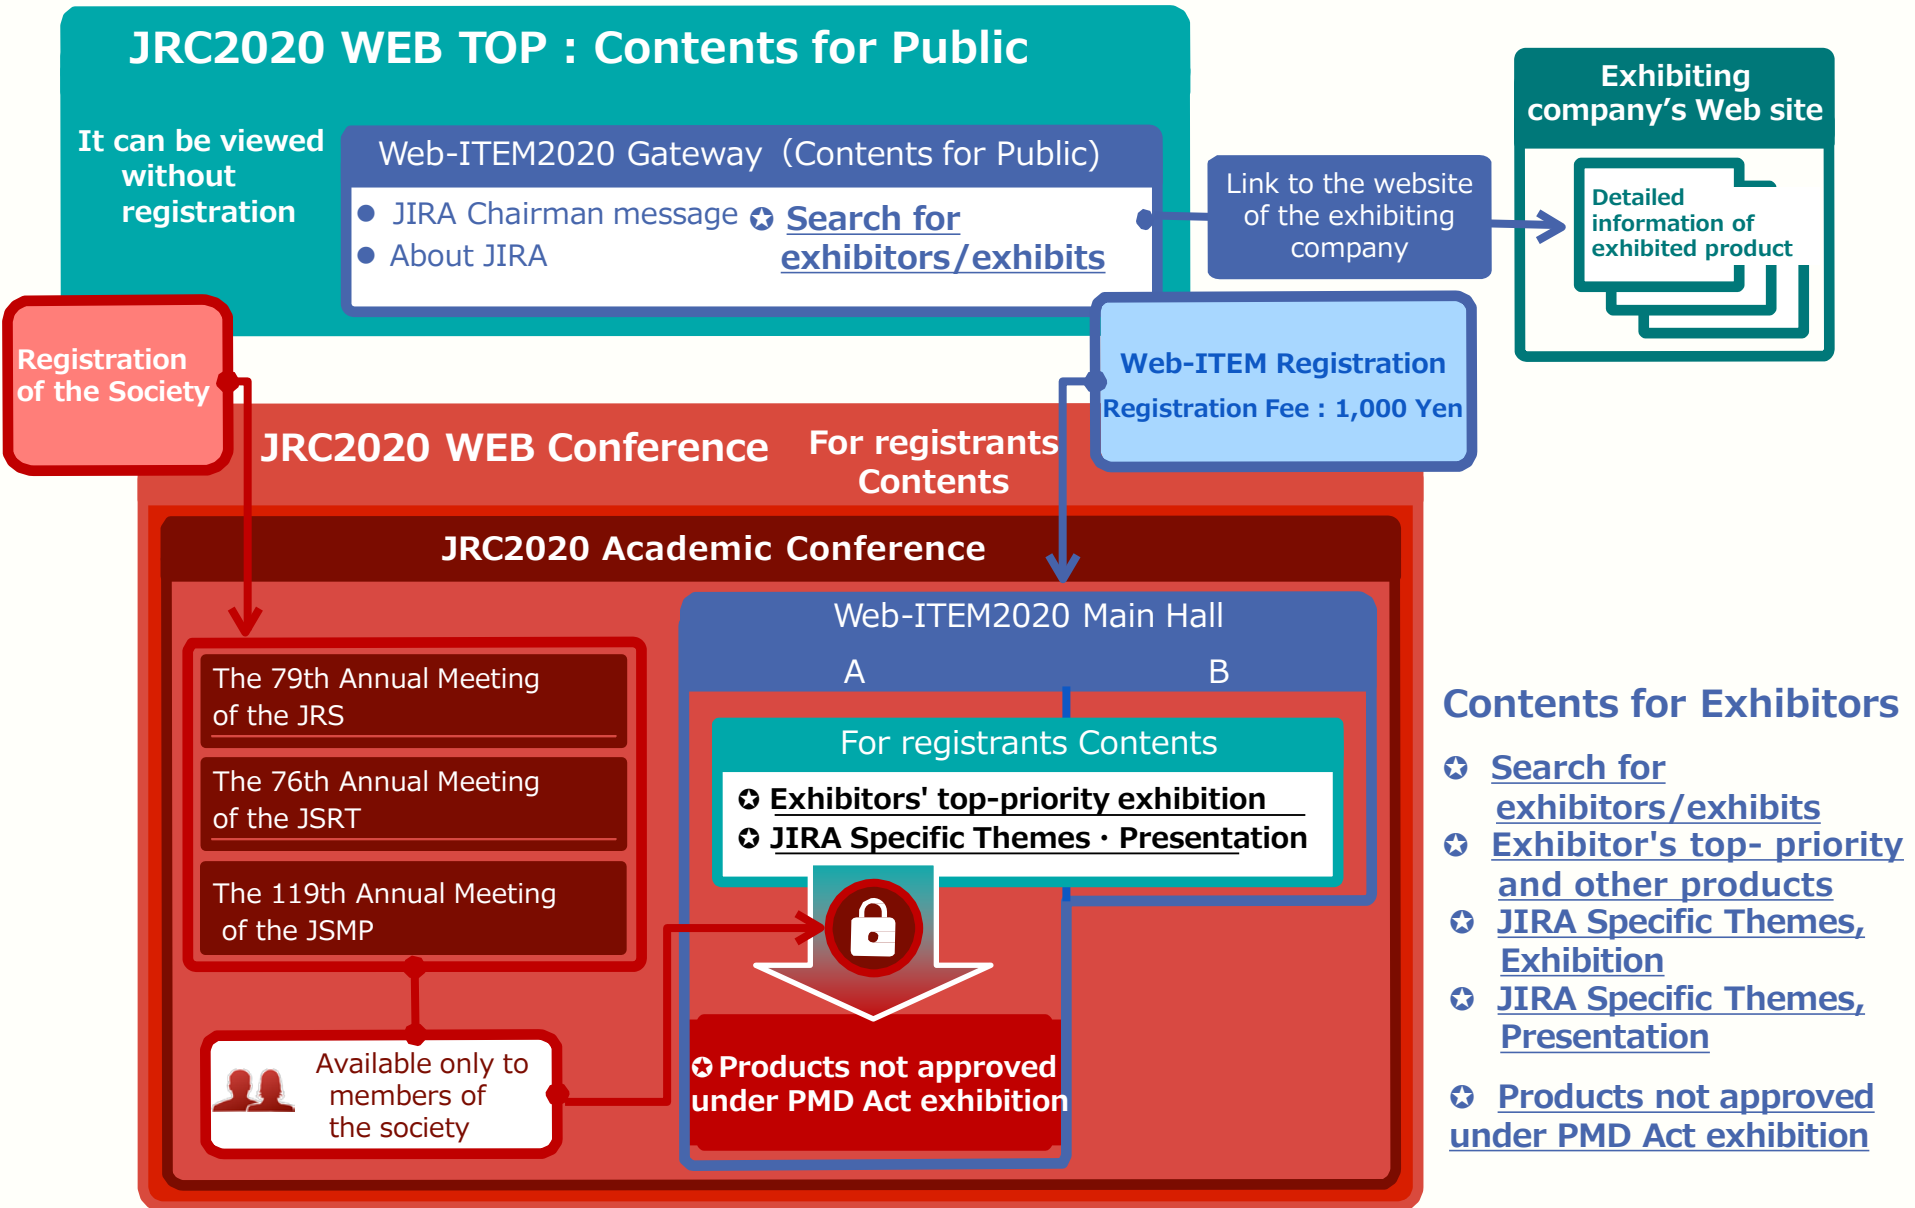 JRC2020 WEB TOP : Contents for Public
It can be viewed
without
registration
Web-ITEM2020 Gateway (Contents for Public)
● JIRA Chairman message
● About JIRA
✪ Search for
exhibitors/exhibits
Link to the website
of the exhibiting
company
Exhibiting
company’s Web site
Detailed
information of
exhibited product
Registration
of the Society
Web-ITEM Registration
Registration Fee : 1,000 Yen
JRC2020 WEB Conference
For registrants
Contents
JRC2020 Academic Conference
The 79th Annual Meeting
of the JRS
The 76th Annual Meeting
of the JSRT
The 119th Annual Meeting
of the JSMP
Available only to
members of
the society
Web-ITEM2020 Main Hall
A
B
For registrants Contents
✪ Exhibitors' top-priority exhibition
✪ JIRA Specific Themes・Presentation
✪ Products not approved
under PMD Act exhibition
Contents for Exhibitors
✪ Search for
exhibitors/exhibits
✪ Exhibitor's top- priority
and other products
✪ JIRA Specific Themes,
Exhibition
✪ JIRA Specific Themes,
Presentation
✪ Products not approved
under PMD Act exhibition